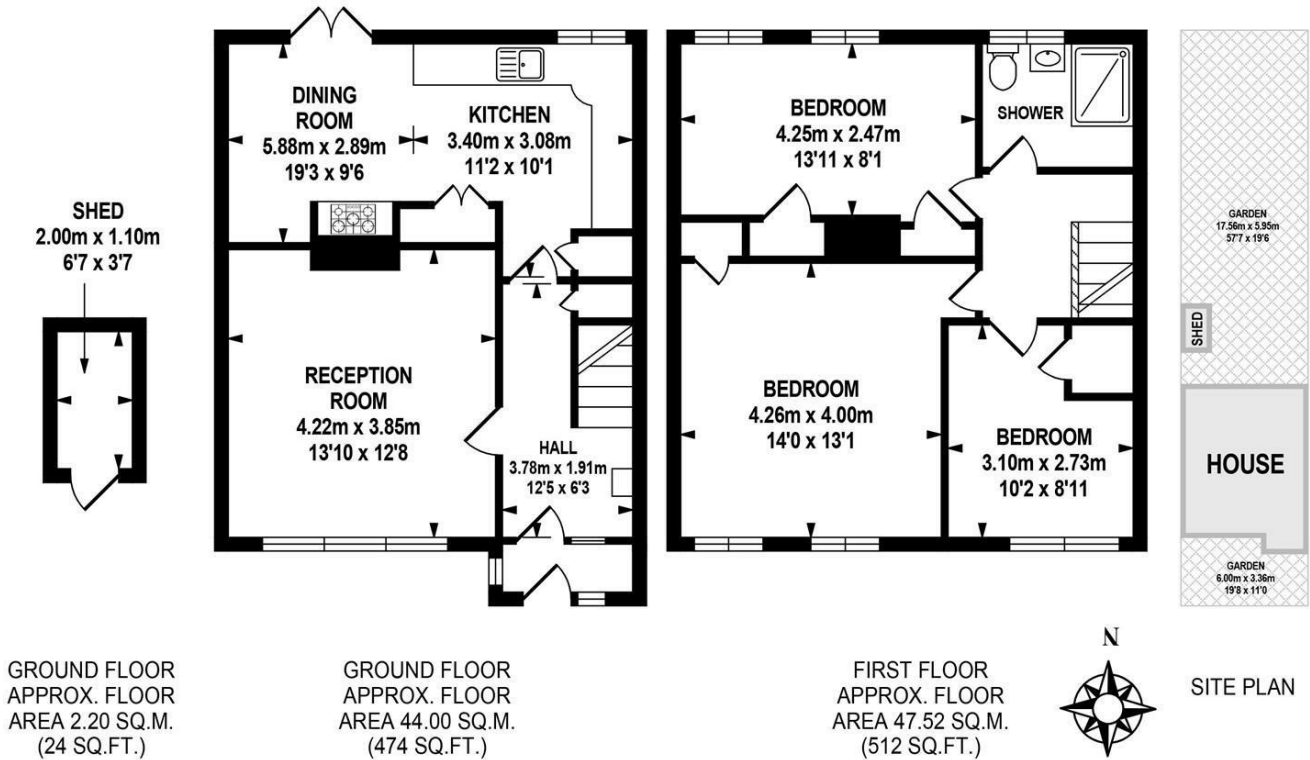 SHED
2.00m x 1.10m
6'7 x 3'7
DINING
ROOM
5.88m x 2.89m
19'3 x 9'6
KITCHEN
3.40m x 3.08m
11'2 x 10'1
RECEPTION
ROOM
4.22m x 3.85m
13'10 x 12'8
HALL
3.78m x 1.91m
12'5 x 6'3
BEDROOM
4.25m x 2.47m
13'11 x 8'1
SHOWER
BEDROOM
4.26m x 4.00m
14'0 x 13'1
BEDROOM
3.10m x 2.73m
10'2 x 8'11
GARDEN
17.56m x 5.95m
57'7 x 19'6
SHED
HOUSE
GARDEN
6.00m x 3.36m
19'8 x 11'0
GROUND FLOOR
APPROX. FLOOR
AREA 2.20 SQ.M.
(24 SQ.FT.)
GROUND FLOOR
APPROX. FLOOR
AREA 44.00 SQ.M.
(474 SQ.FT.)
FIRST FLOOR
APPROX. FLOOR
AREA 47.52 SQ.M.
(512 SQ.FT.)
N
SITE PLAN